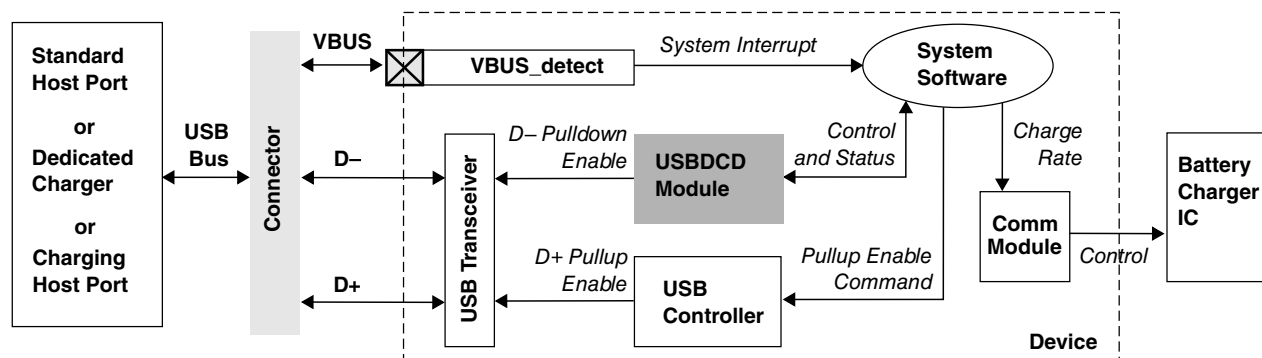 Standard
Host Port
or
Dedicated
Charger
or
Charging
Host Port
USB
Bus
Connector
VBUS
D–
D+
VBUS_detect
System Interrupt
System
Software
USB Transceiver
D– Pulldown
Enable
USBDCD
Module
Control
and Status
Charge
Rate
D+ Pullup
Enable
USB
Controller
Pullup Enable
Command
Comm
Module
Control
Battery
Charger
IC
Device